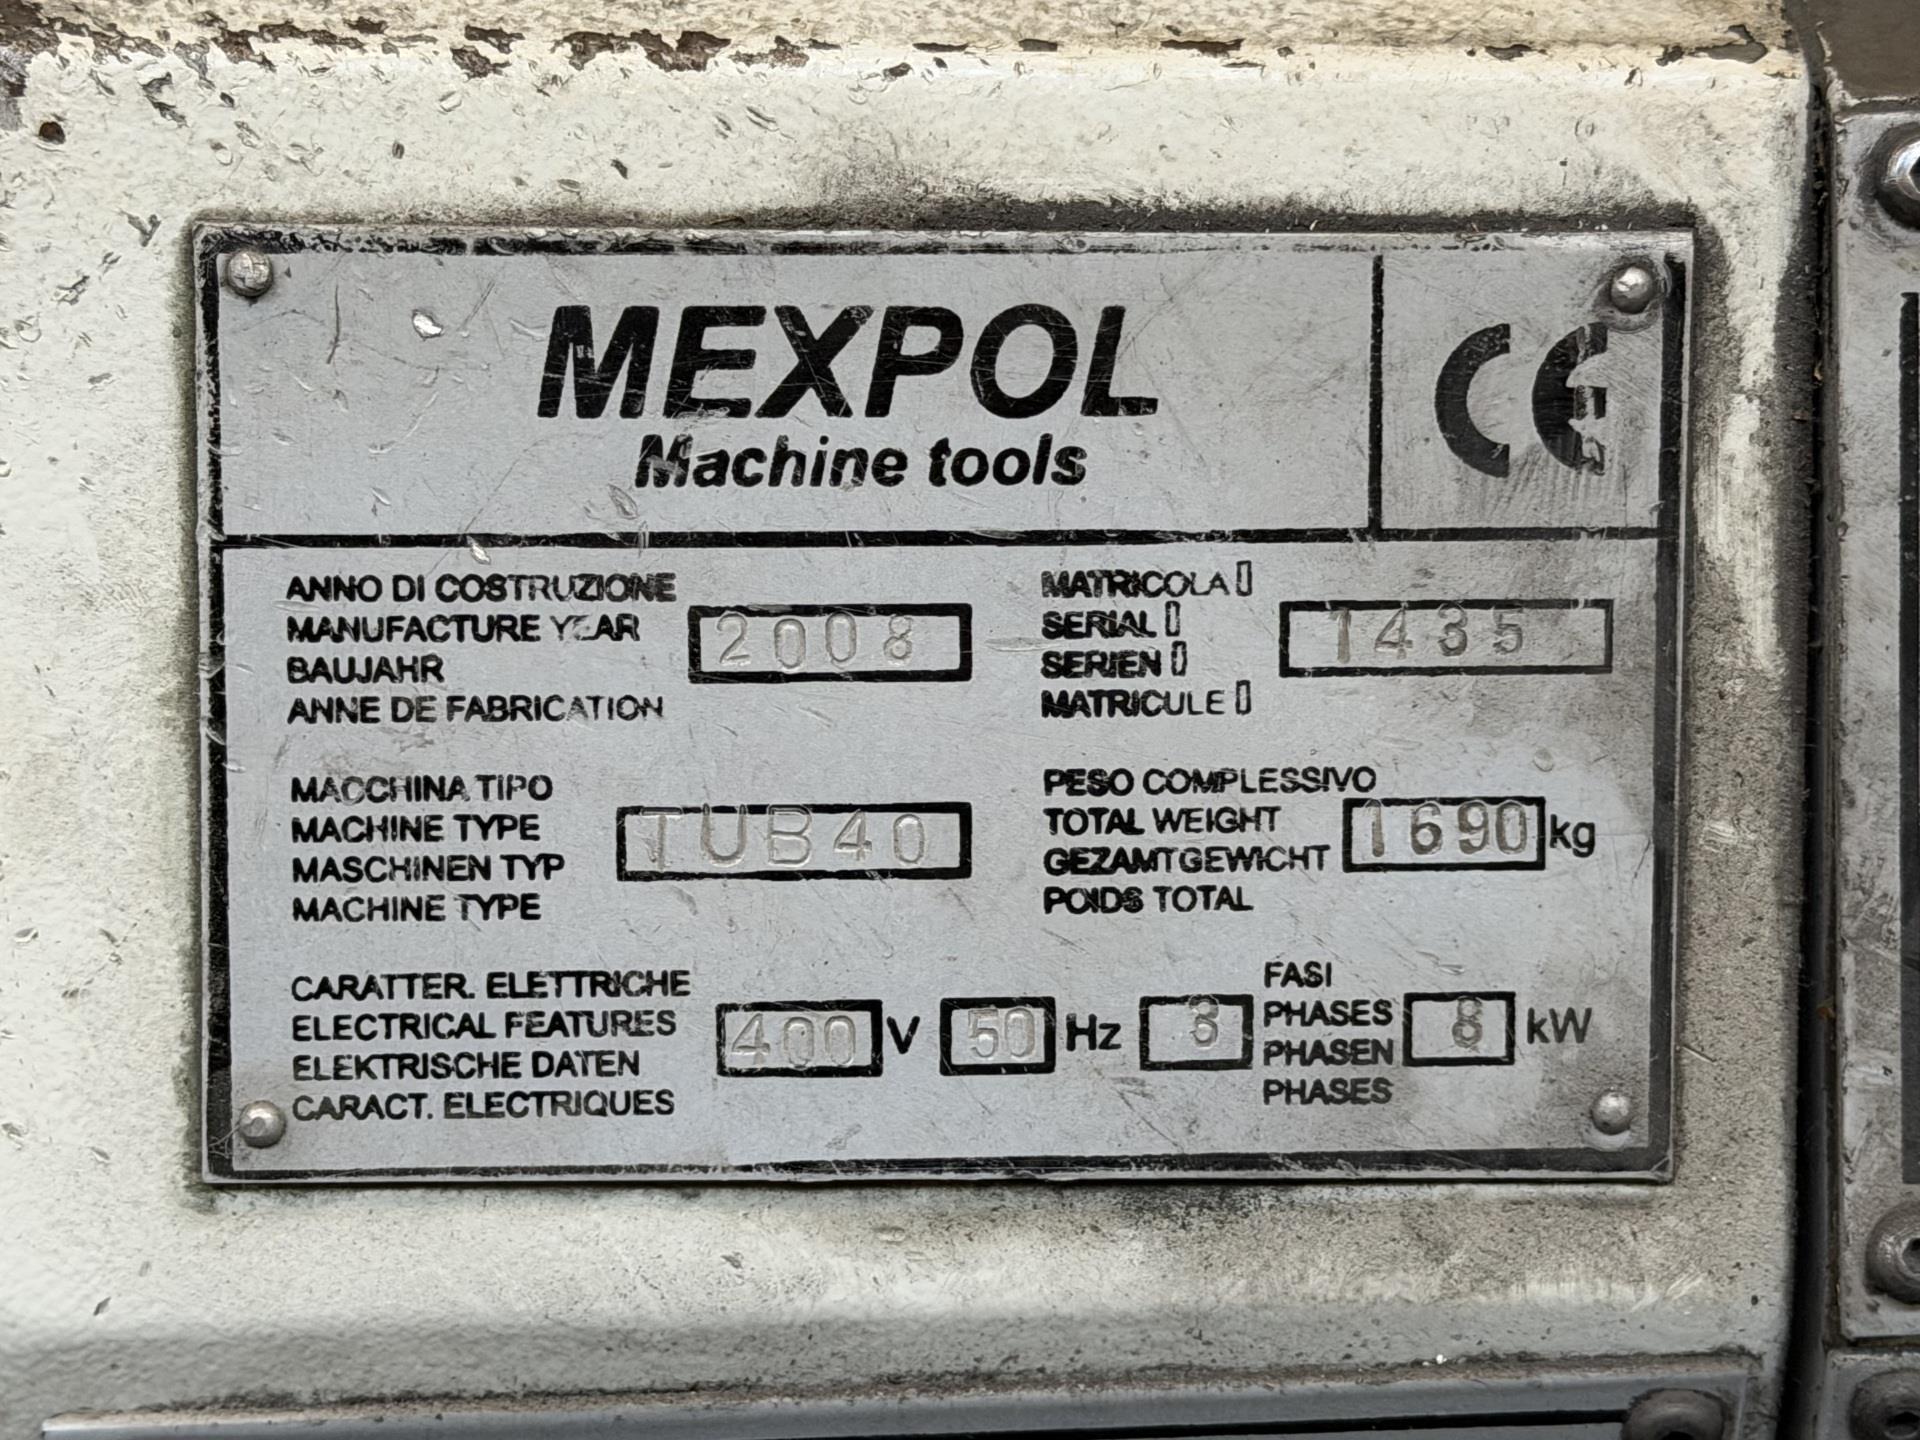 MEXPOL
Machine tools
CE
ANNO DI COSTRUZIONE
MANUFACTURE YEAR
BAUJAHR
ANNE DE FABRICATION
2008
MATRICOLA
SERIAL
SERIEN
MATRICULE
1435
MACCHINA TIPO
MACHINE TYPE
MASCHINEN TYP
MACHINE TYPE
TUB40
PESO COMPLESSIVO
TOTAL WEIGHT
GEZAMTGEWICHT
POIDS TOTAL
1690 kg
CARATTER. ELETTRICHE
ELECTRICAL FEATURES
ELEKTRISCHE DATEN
CARACT. ELECTRIQUES
400 V 50 Hz 3
FASI
PHASES
PHASEN
PHASES
8 kW